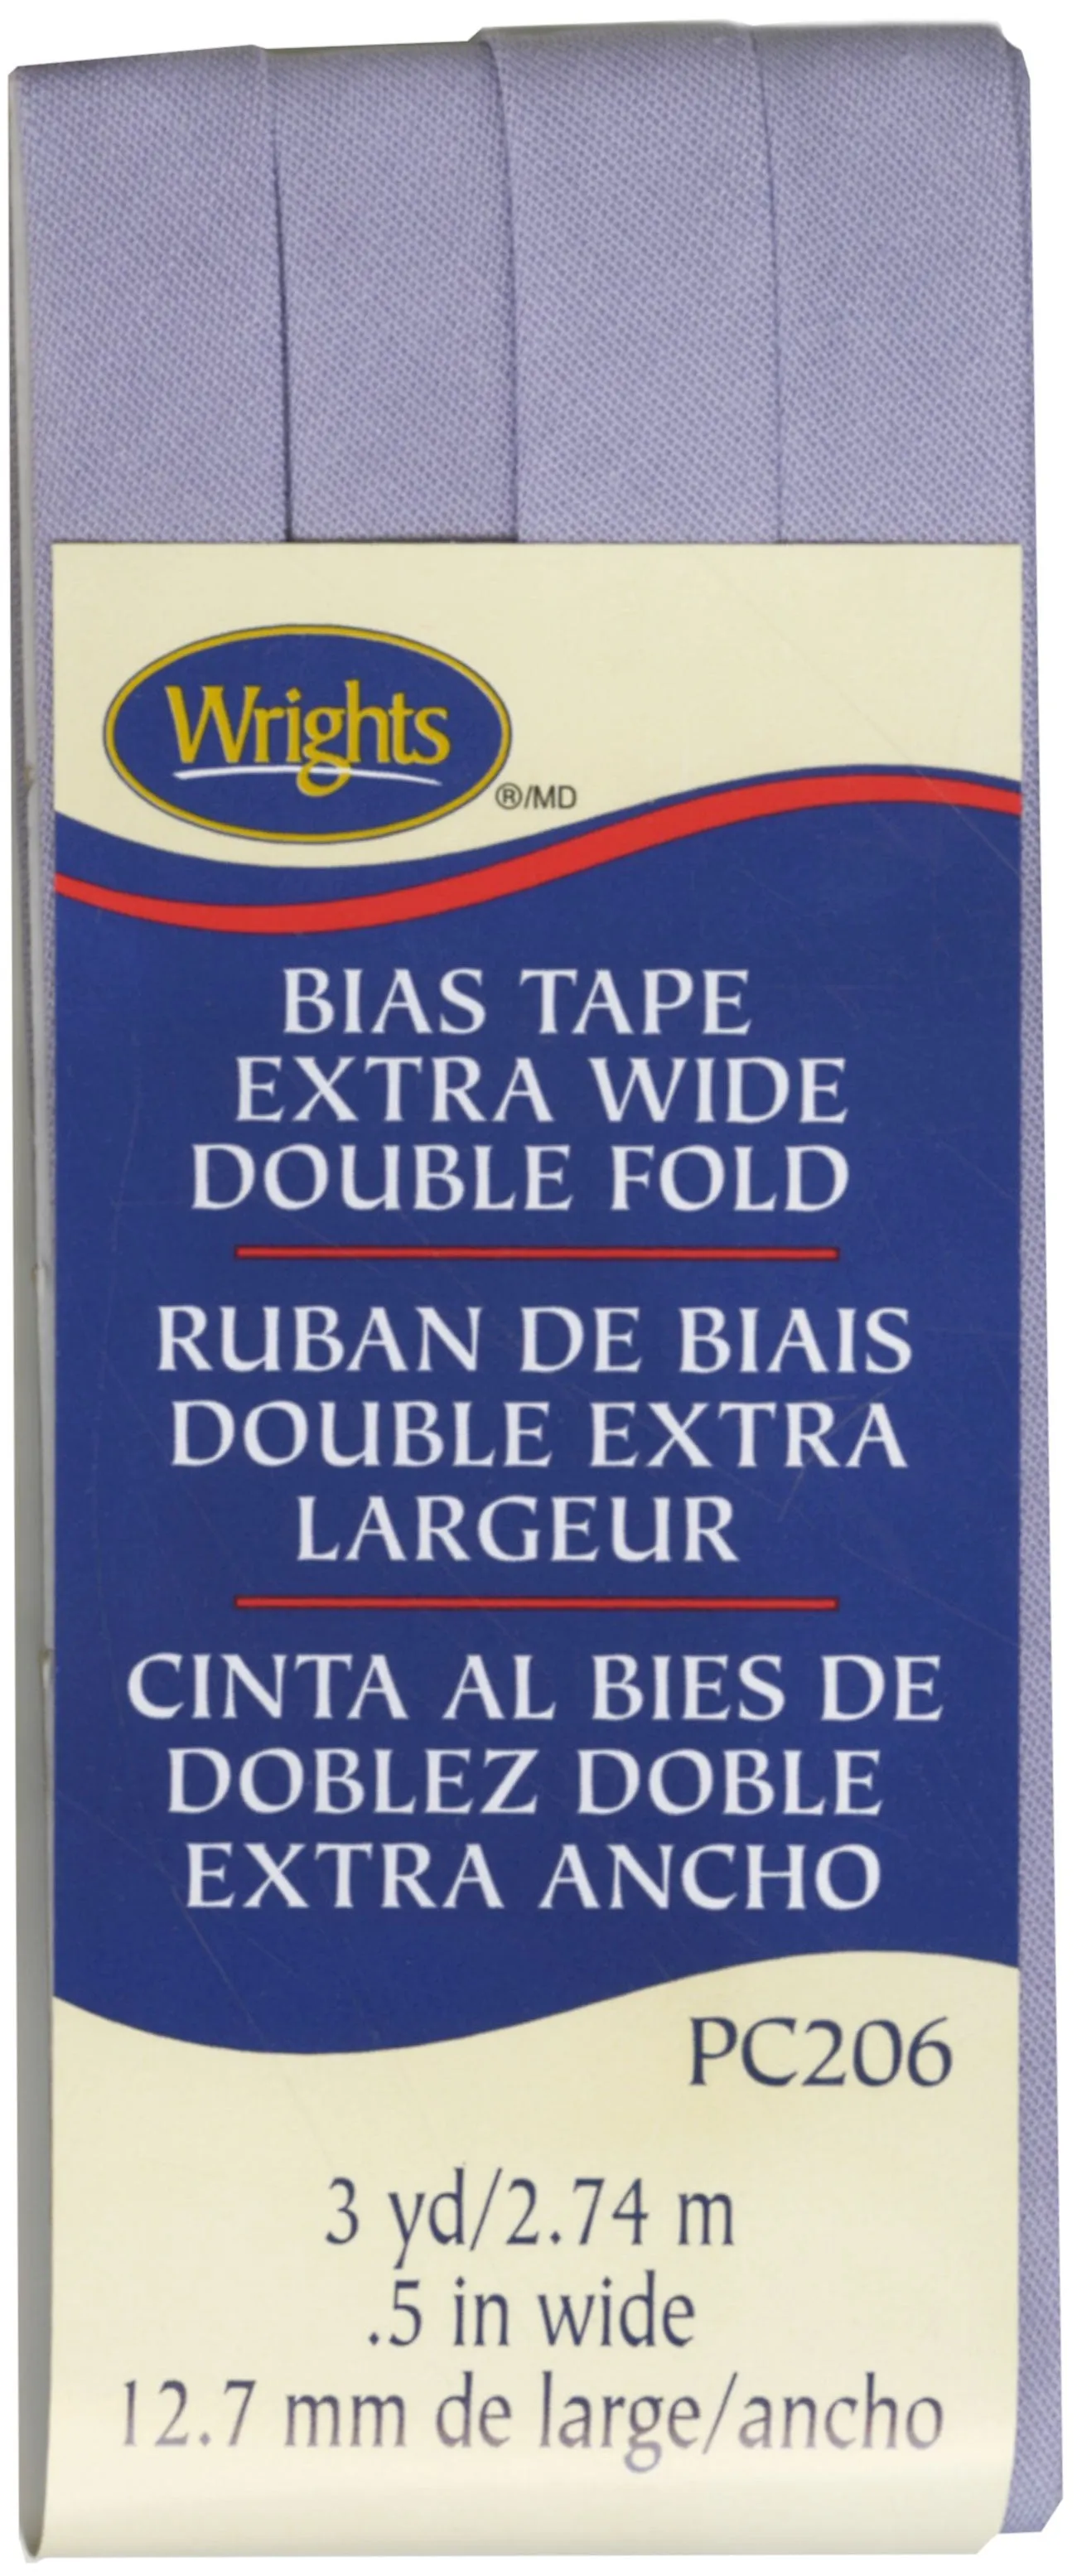 Wrights
®/MD
BIAS TAPE
EXTRA WIDE
DOUBLE FOLD
RUBAN DE BIAIS
DOUBLE EXTRA
LARGEUR
CINTA AL BIES DE
DOBLEZ DOBLE
EXTRA ANCHO
PC206
3 yd/2.74 m
.5 in wide
12.7 mm de large/ancho